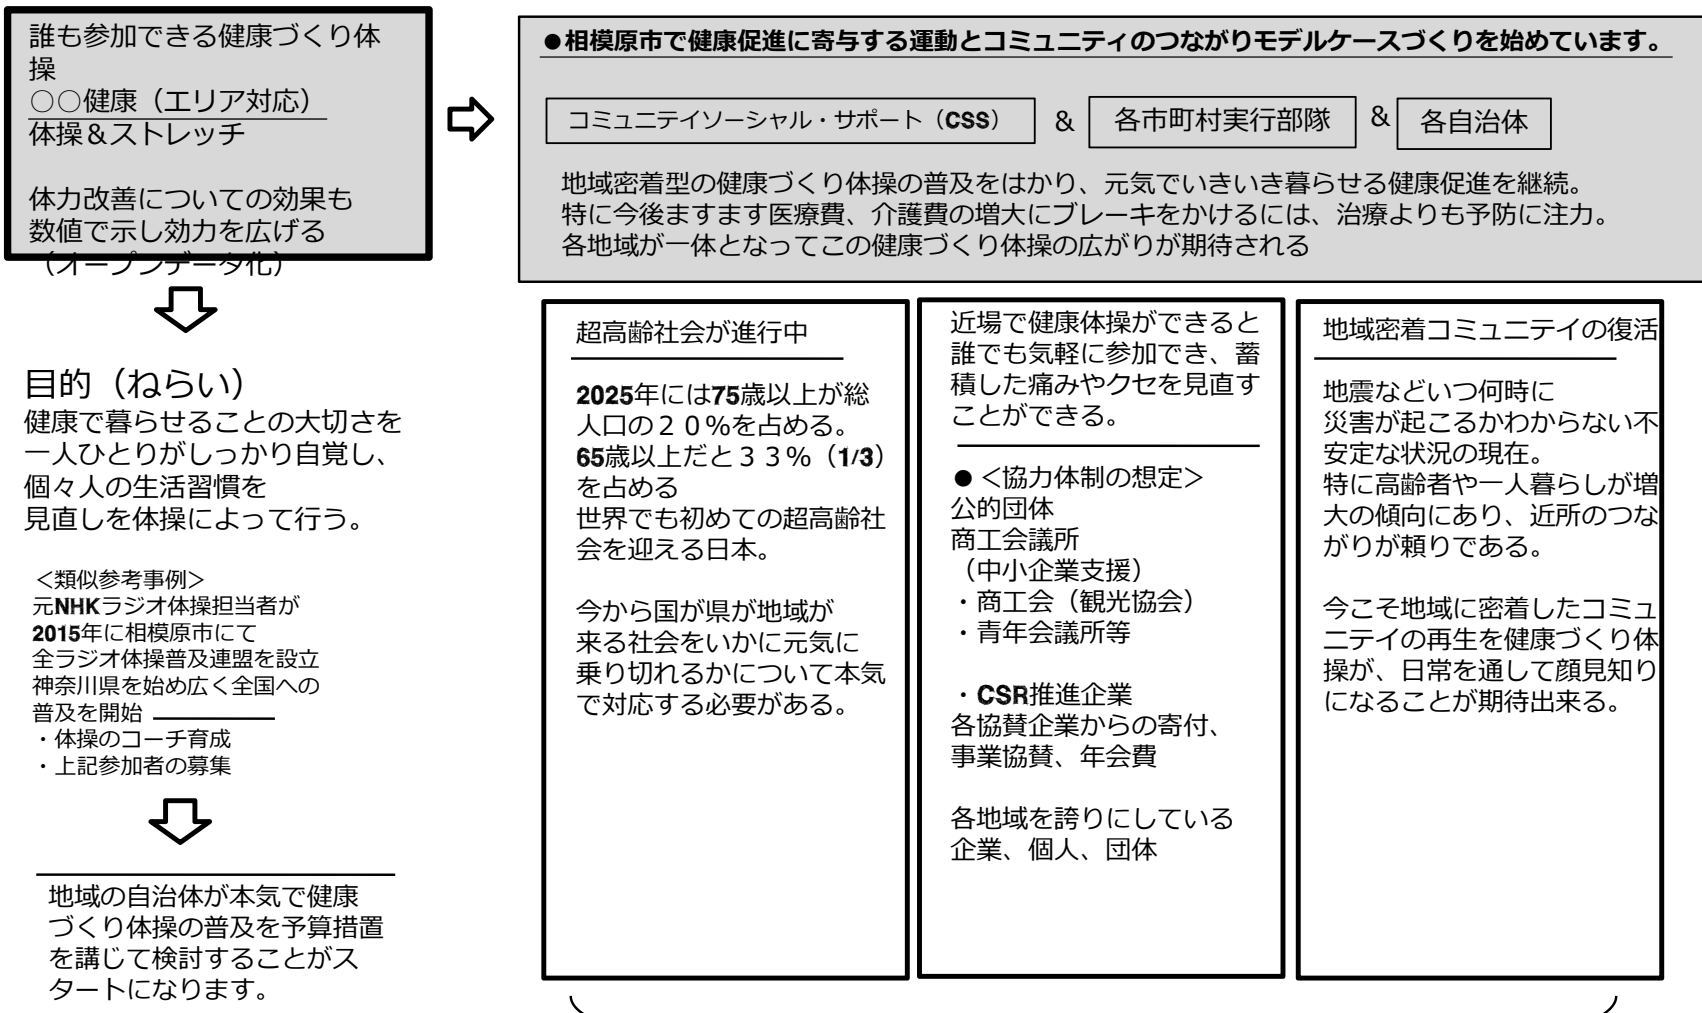 誰も参加できる健康づくり体
操
○○健康（エリア対応）
体操＆ストレッチ
体力改善についての効果も
数値で示し効力を広げる
（オープンデータ化）
●相模原市で健康促進に寄与する運動とコミュニティのつながりモデルケースづくりを始めています。
コミュニテイソーシャル・サポート（CSS） & 各市町村実行部隊 & 各自治体
地域密着型の健康づくり体操の普及をはかり、元気でいきいき暮らせる健康促進を継続。
特に今後ますます医療費、介護費の増大にブレーキをかけるには、治療よりも予防に注力。
各地域が一体となってこの健康づくり体操の広がりが期待される
目的（ねらい）
健康で暮らせることの大切さを
一人ひとりがしっかり自覚し、
個々人の生活習慣を
見直しを体操によって行う。
＜類似参考事例＞
元NHKラジオ体操担当者が
2015年に相模原市にて
全ラジオ体操普及連盟を設立
神奈川県を始め広く全国への
普及を開始
・体操のコーチ育成
・上記参加者の募集
地域の自治体が本気で健康
づくり体操の普及を予算措置
を講じて検討することがス
タートになります。
超高齢社会が進行中
2025年には75歳以上が総
人口の２０％を占める。
65歳以上だと３３％（1/3）
を占める
世界でも初めての超高齢社
会を迎える日本。
今から国が県が地域が
来る社会をいかに元気に
乗り切れるかについて本気
で対応する必要がある。
近場で健康体操ができると
誰でも気軽に参加でき、蓄
積した痛みやクセを見直す
ことができる。
●＜協力体制の想定＞
公的団体
商工会議所
（中小企業支援）
・商工会（観光協会）
・青年会議所等
・CSR推進企業
各協賛企業からの寄付、
事業協賛、年会費
各地域を誇りにしている
企業、個人、団体
地域密着コミュニテイの復活
地震などいつ何時に
災害が起こるかわからない不
安定な状況の現在。
特に高齢者や一人暮らしが増
大の傾向にあり、近所のつな
がりが頼りである。
今こそ地域に密着したコミュ
ニテイの再生を健康づくり体
操が、日常を通して顔見知り
になることが期待出来る。